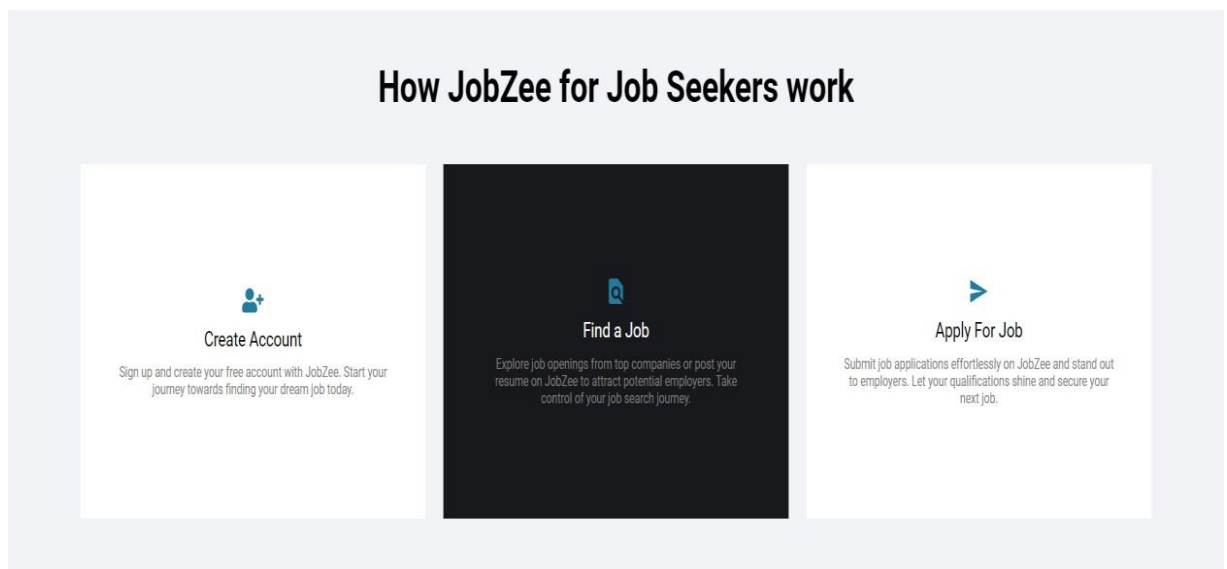 How JobZee for Job Seekers work
Create Account
Sign up and create your free account with JobZee. Start your
journey towards finding your dream job today.
Find a Job
Explore job openings from top companies or post your
resume on JobZee to attract potential employers. Take
control of your job search journey.
Apply For Job
Submit job applications effortlessly on JobZee and stand out
to employers. Let your qualifications shine and secure your
next job.